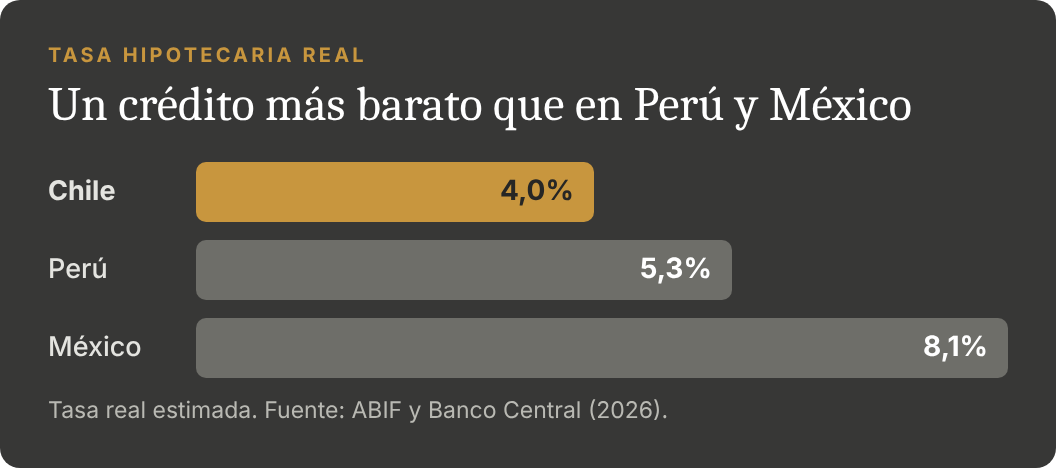 TASA HIPOTECARIA REAL
Un crédito más barato que en Perú y México
Chile 4,0%
Perú 5,3%
México 8,1%
Tasa real estimada. Fuente: ABIF y Banco Central (2026).